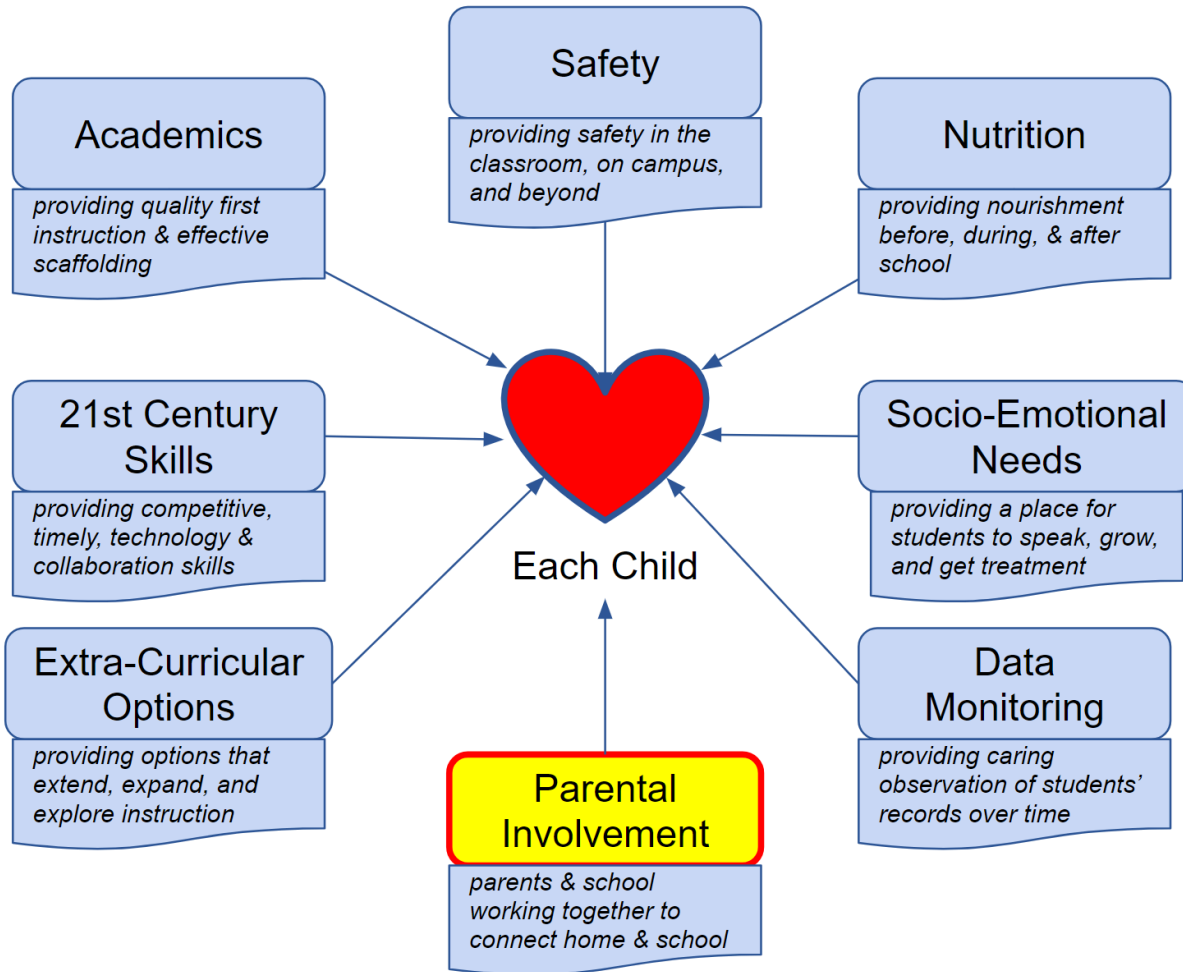 Safety
providing safety in the
classroom, on campus,
and beyond
Academics
providing quality first
instruction & effective
scaffolding
Nutrition
providing nourishment
before, during, & after
school
21st Century
Skills
providing competitive,
timely, technology &
collaboration skills
Each Child
Socio-Emotional
Needs
providing a place for
students to speak, grow,
and get treatment
Extra-Curricular
Options
providing options that
extend, expand, and
explore instruction
Parental
Involvement
parents & school
working together to
connect home & school
Data
Monitoring
providing caring
observation of students’
records over time